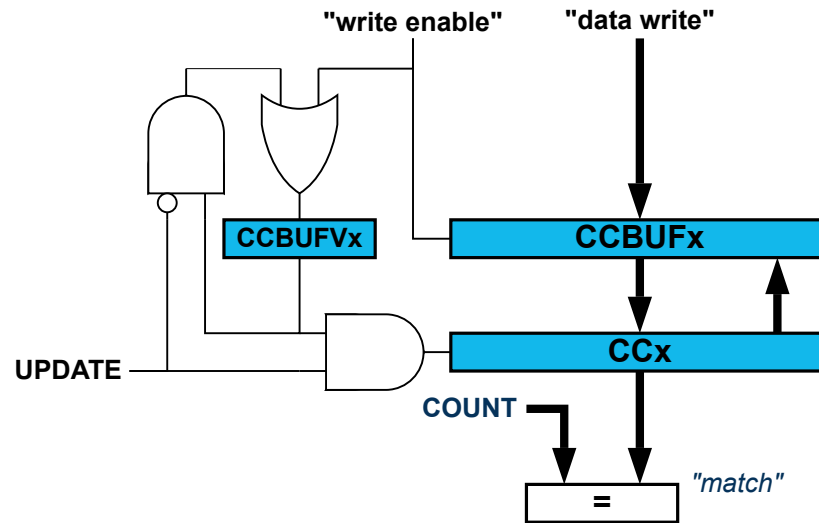 "write enable" "data write"
CCBUFVx
CCBUFx
CCx
UPDATE
COUNT
"match"
=